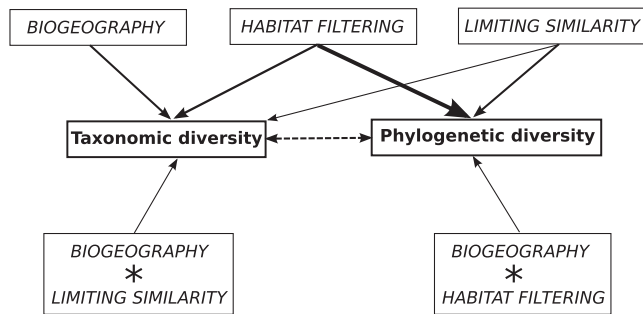 BIOGEOGRAPHY
HABITAT FILTERING
LIMITING SIMILARITY
Taxonomic diversity
Phylogenetic diversity
BIOGEOGRAPHY
*
LIMITING SIMILARITY
BIOGEOGRAPHY
*
HABITAT FILTERING